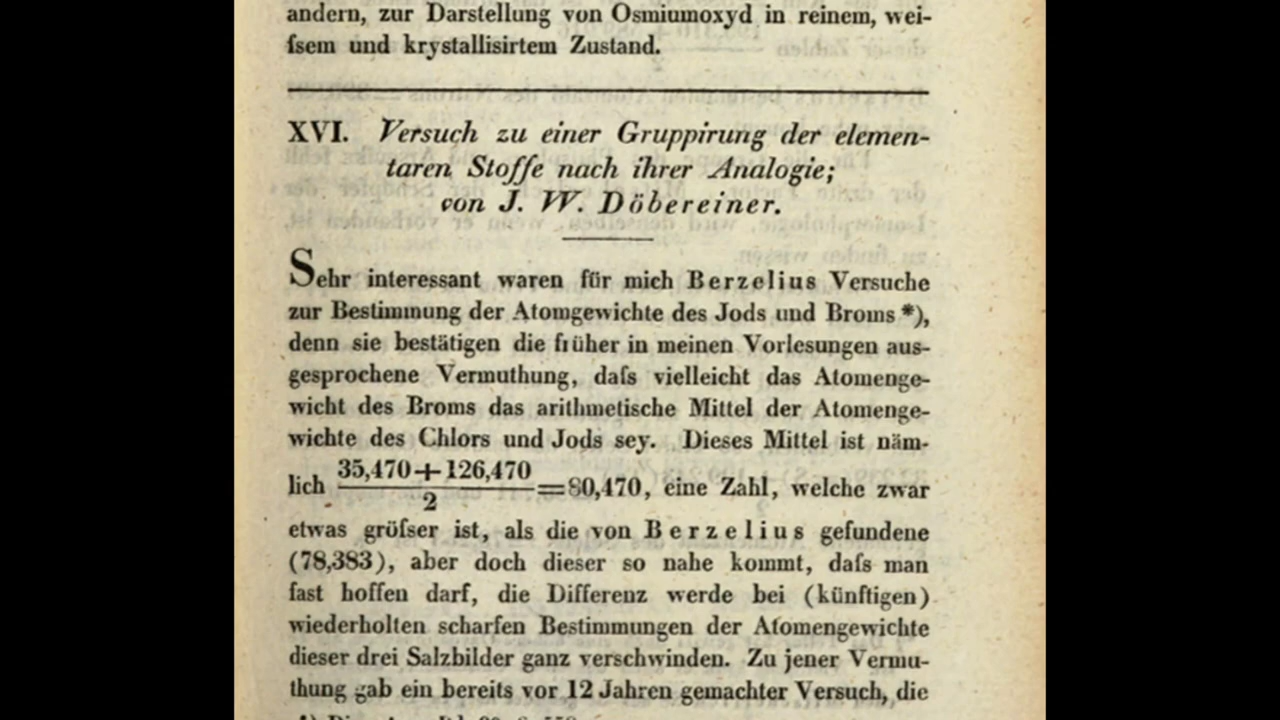 andern, zur Darstellung von Osmiumoxyd in reinem, wei-
ſsem und krystallisirtem Zustand.
XVI. Versuch zu einer Gruppirung der elemen-
taren Stoffe nach ihrer Analogie;
von J. W. Döbereiner.
Sehr interessant waren für mich Berzelius Versuche
zur Bestimmung der Atomgewichte des Jods und Broms *),
denn sie bestätigen die früher in meinen Vorlesungen aus-
gesprochene Vermuthung, daſs vielleicht das Atomenge-
wicht des Broms das arithmetische Mittel der Atomenge-
wichte des Chlors und Jods sey. Dieses Mittel ist näm-
lich (35,470+126,470)/2=80,470, eine Zahl, welche zwar
etwas gröſser ist, als die von Berzelius gefundene
(78,383), aber doch dieser so nahe kommt, daſs man
fast hoffen darf, die Differenz werde bei (künftigen)
wiederholten scharfen Bestimmungen der Atomengewichte
dieser drei Salzbilder ganz verschwinden. Zu jener Vermu-
thung gab ein bereits vor 12 Jahren gemachter Versuch, die